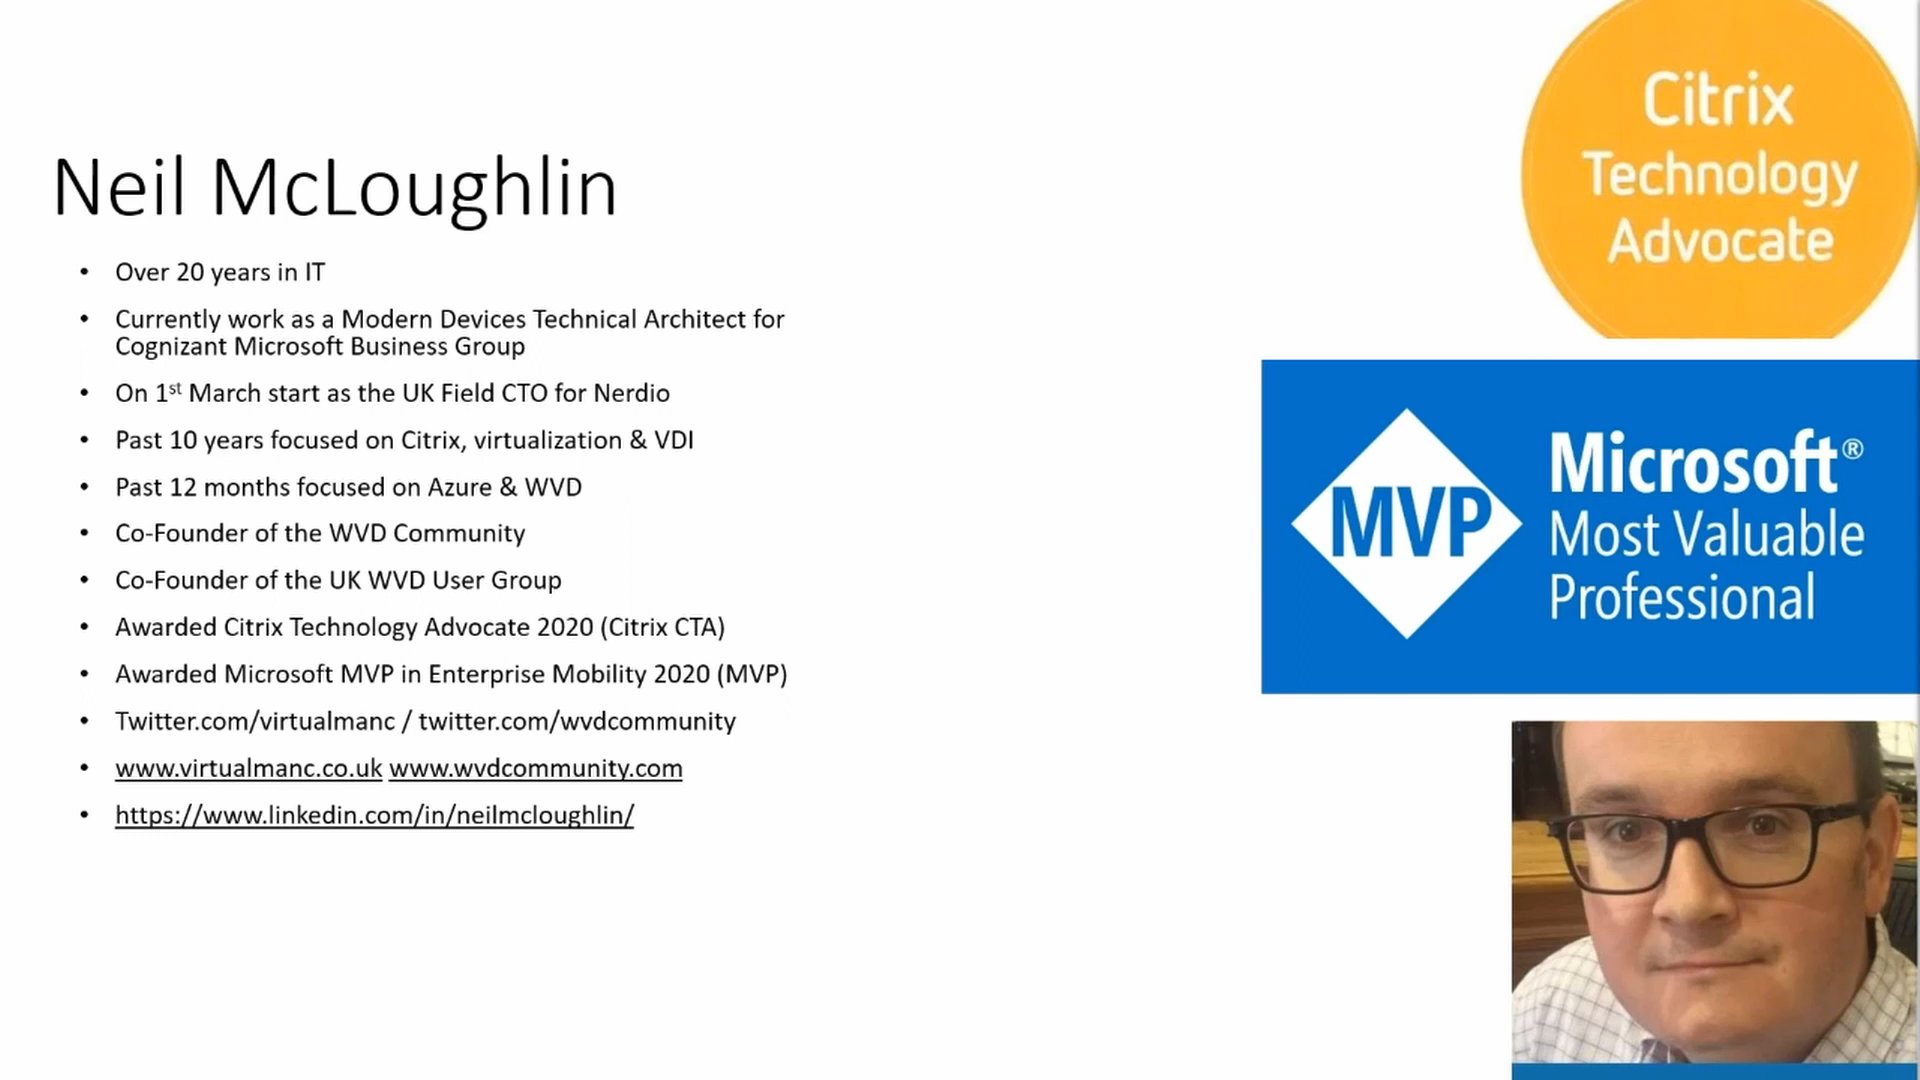 Neil McLoughlin
• Over 20 years in IT
• Currently work as a Modern Devices Technical Architect for
Cognizant Microsoft Business Group
• On 1st March start as the UK Field CTO for Nerdio
• Past 10 years focused on Citrix, virtualization & VDI
• Past 12 months focused on Azure & WVD
• Co-Founder of the WVD Community
• Co-Founder of the UK WVD User Group
• Awarded Citrix Technology Advocate 2020 (Citrix CTA)
• Awarded Microsoft MVP in Enterprise Mobility 2020 (MVP)
• Twitter.com/virtualmanc / twitter.com/wvdcommunity
• www.virtualmanc.co.uk www.wvdcommunity.com
• https://www.linkedin.com/in/neilmcloughlin/
Citrix
Technology
Advocate
MVP
Microsoft®
Most Valuable
Professional